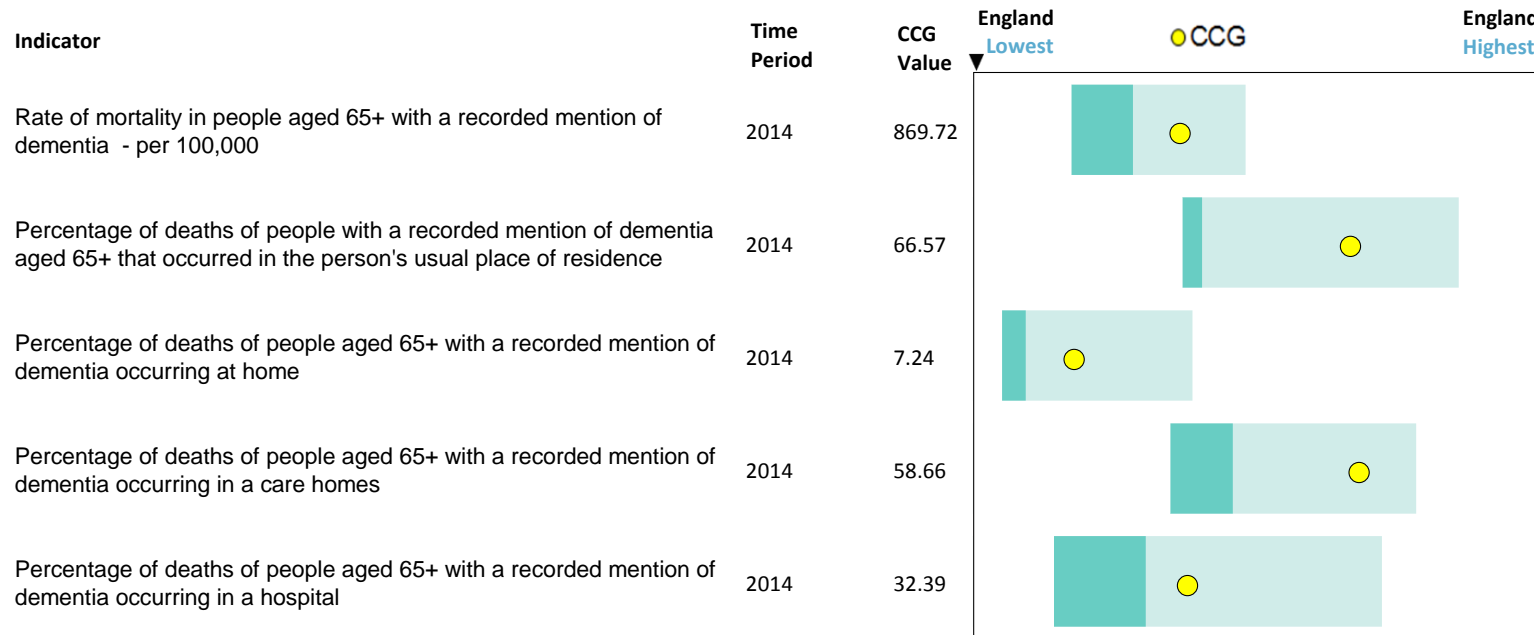 Indicator
Time
Period
CCG
Value
England
Lowest
CCG
England
Highest
Rate of mortality in people aged 65+ with a recorded mention of
dementia - per 100,000
2014
869.72
Percentage of deaths of people with a recorded mention of dementia
aged 65+ that occurred in the person's usual place of residence
2014
66.57
Percentage of deaths of people aged 65+ with a recorded mention of
dementia occurring at home
2014
7.24
Percentage of deaths of people aged 65+ with a recorded mention of
dementia occurring in a care homes
2014
58.66
Percentage of deaths of people aged 65+ with a recorded mention of
dementia occurring in a hospital
2014
32.39